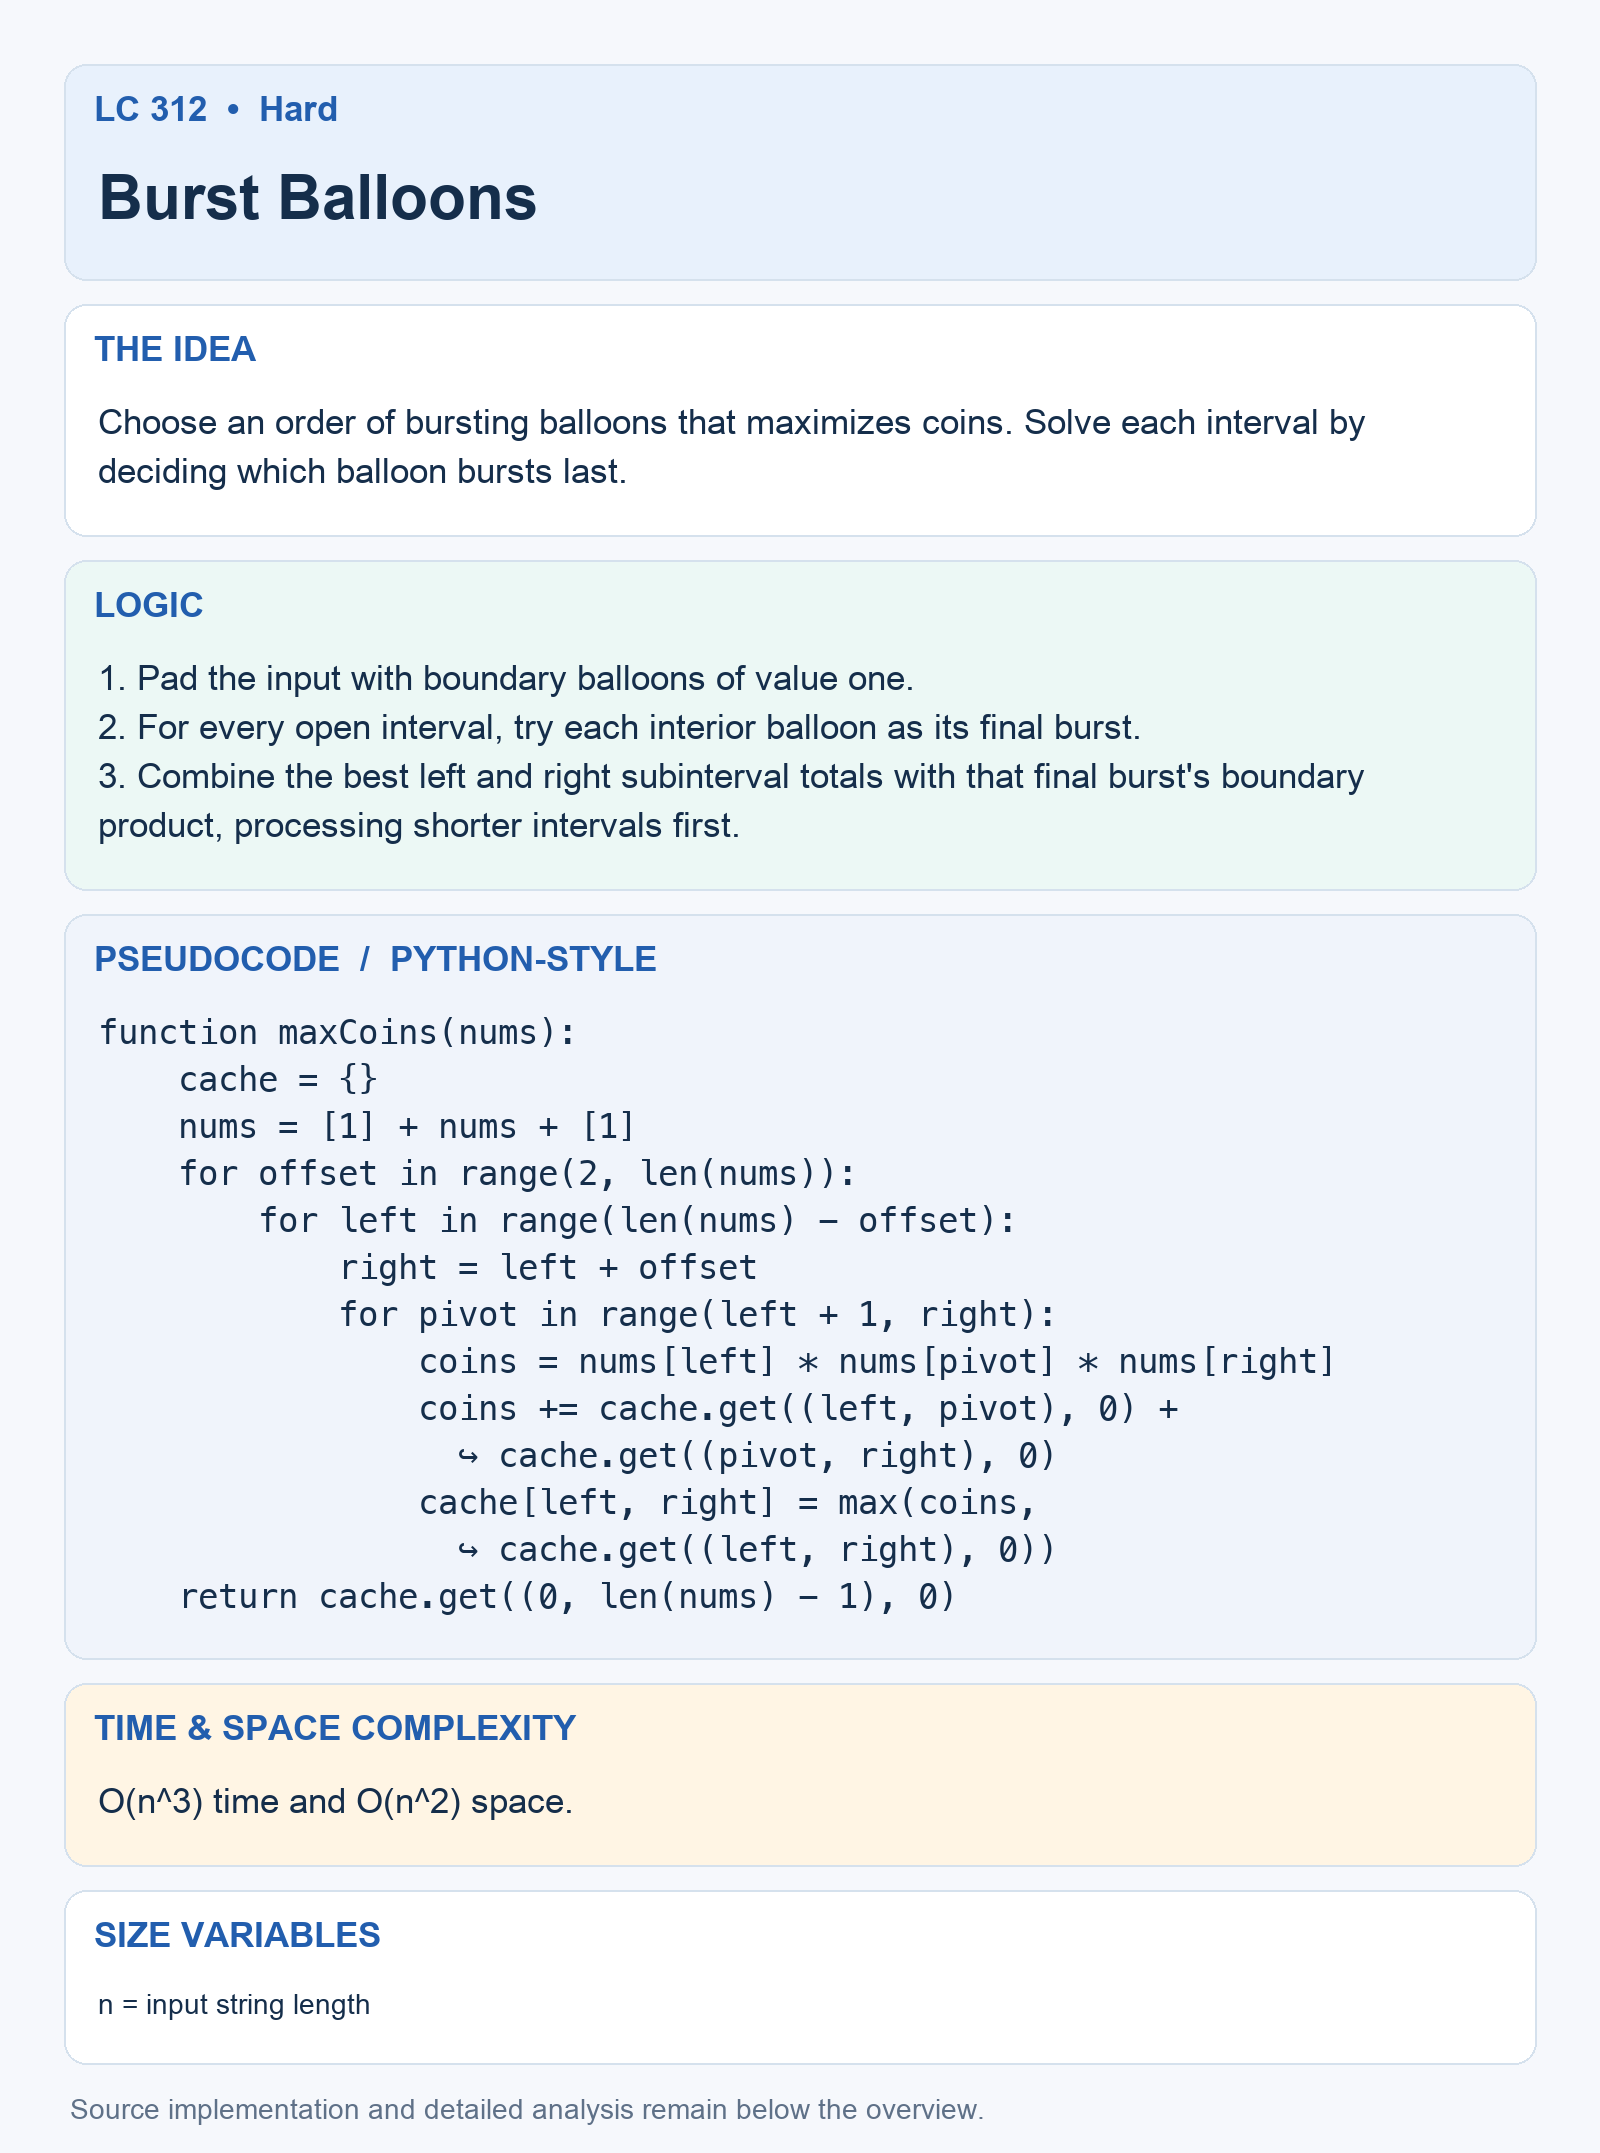 LC 312 • Hard
Burst Balloons
THE IDEA
Choose an order of bursting balloons that maximizes coins. Solve each interval by
deciding which balloon bursts last.
LOGIC
1. Pad the input with boundary balloons of value one.
2. For every open interval, try each interior balloon as its final burst.
3. Combine the best left and right subinterval totals with that final burst's boundary
product, processing shorter intervals first.
PSEUDOCODE / PYTHON-STYLE
function maxCoins(nums):
    cache = {}
    nums = [1] + nums + [1]
    for offset in range(2, len(nums)):
        for left in range(len(nums) − offset):
            right = left + offset
            for pivot in range(left + 1, right):
                coins = nums[left] * nums[pivot] * nums[right]
                coins += cache.get((left, pivot), 0) +
                  ↪ cache.get((pivot, right), 0)
                cache[left, right] = max(coins,
                  ↪ cache.get((left, right), 0))
    return cache.get((0, len(nums) − 1), 0)
TIME & SPACE COMPLEXITY
O(n^3) time and O(n^2) space.
SIZE VARIABLES
n = input string length
Source implementation and detailed analysis remain below the overview.